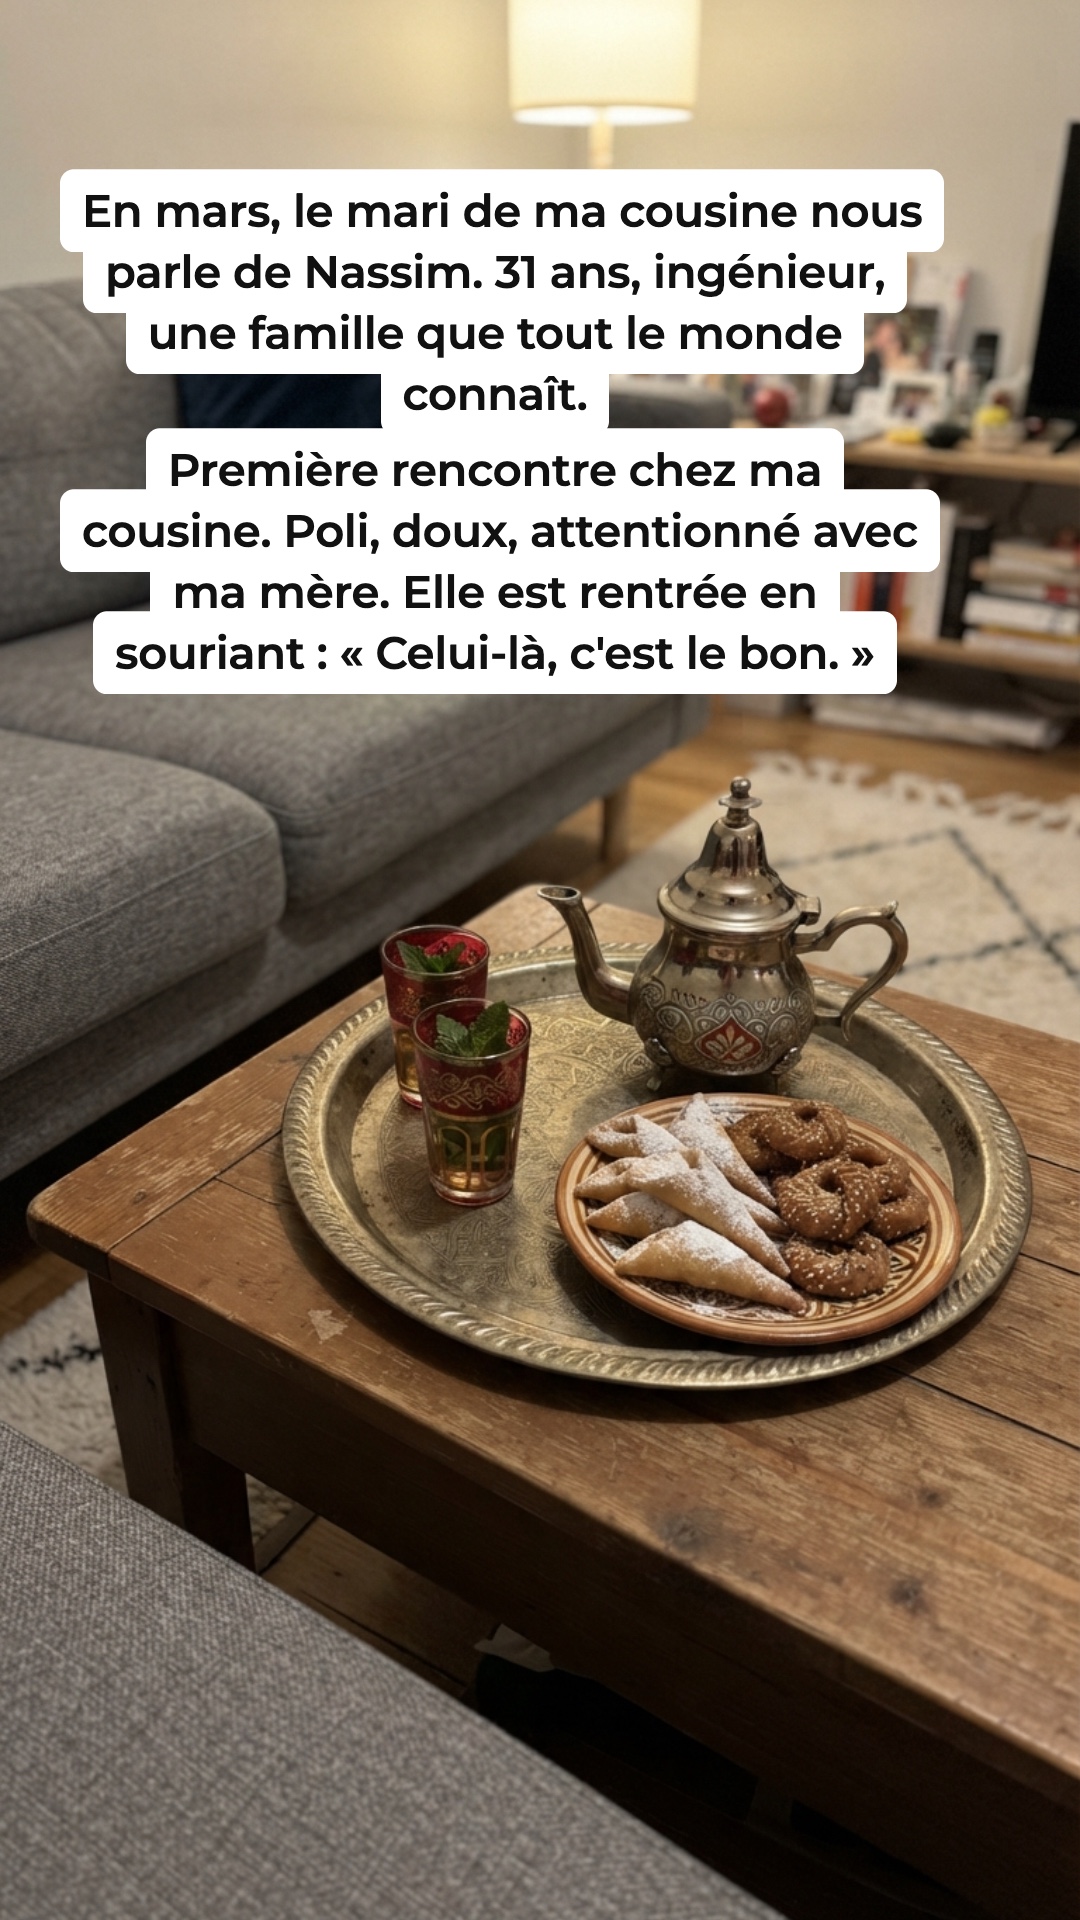 En mars, le mari de ma cousine nous
parle de Nassim. 31 ans, ingénieur,
une famille que tout le monde
connaît.
Première rencontre chez ma
cousine. Poli, doux, attentionné avec
ma mère. Elle est rentrée en
souriant : « Celui-là, c'est le bon. »